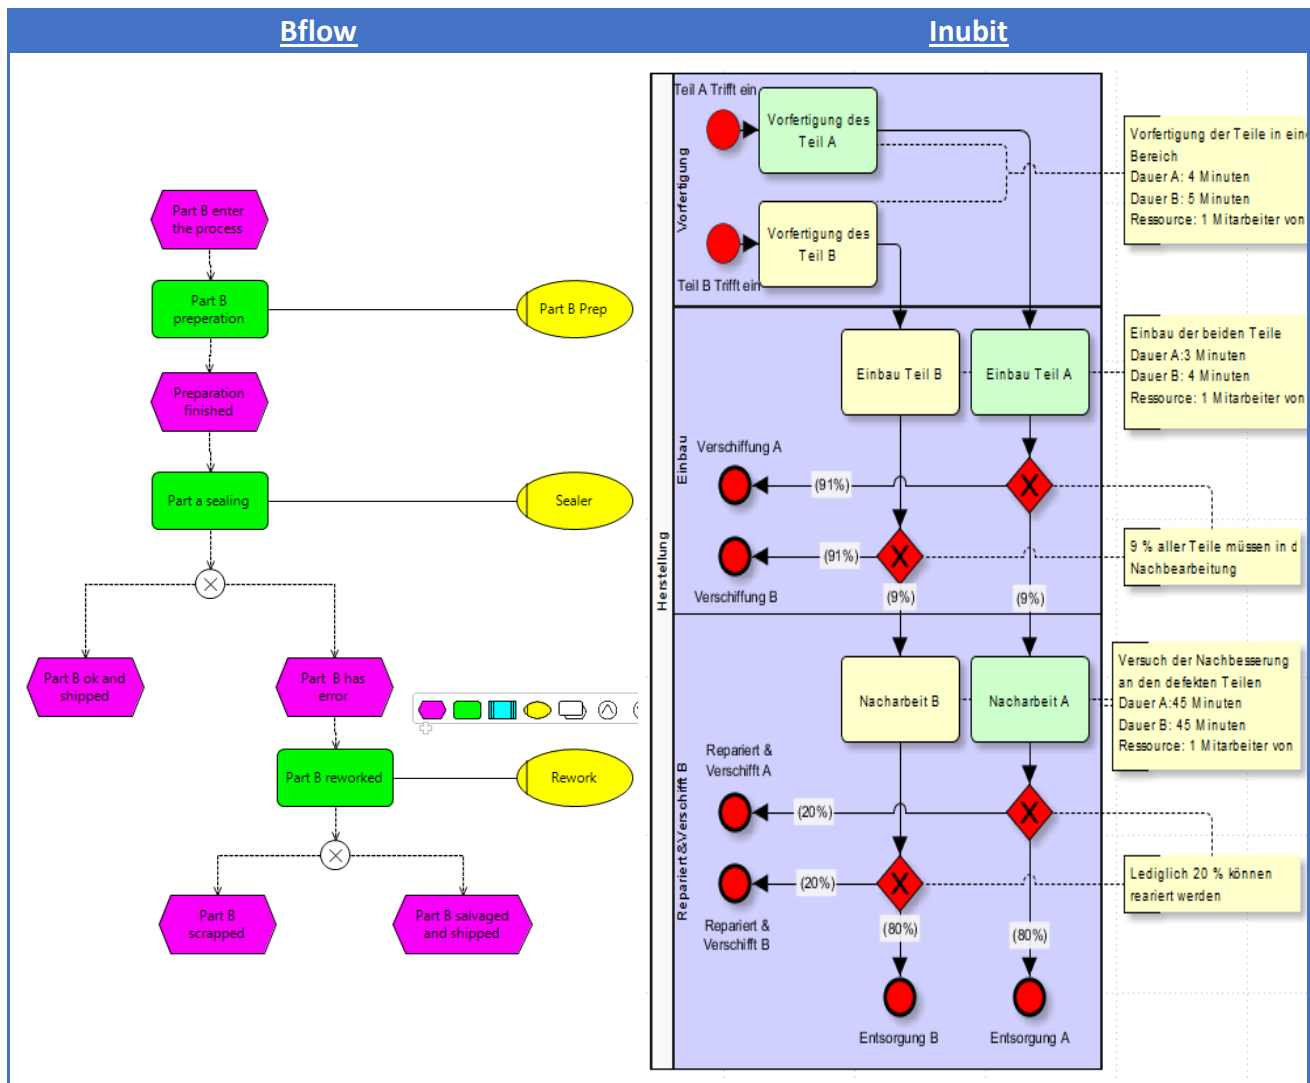 Bflow
Inubit
Part B enter
the process
Part B
preperation
Part B Prep
Preparation
finished
Part a sealing
Sealer
Part B ok and
shipped
Part  B has
error
Part B reworked
Rework
Part B
scrapped
Part B salvaged
and shipped
Herstellung
Vorfertigung
Teil A Trifft ein
Vorfertigung des
Teil A
Vorfertigung des
Teil B
Teil B Trifft ein
Vorfertigung der Teile in eine
Bereich
Dauer A: 4 Minuten
Dauer B: 5 Minuten
Ressource: 1 Mitarbeiter von
Einbau
Einbau Teil B
Einbau Teil A
Einbau der beiden Teile
Dauer A:3 Minuten
Dauer B: 4 Minuten
Ressource: 1 Mitarbeiter von
Verschiffung A
(91%)
(91%)
Verschiffung B
(9%)
(9%)
9 % aller Teile müssen in d
Nachbearbeitung
Repariert&Verschifft B
Nacharbeit B
Nacharbeit A
Versuch der Nachbesserung
an den defekten Teilen
Dauer A:45 Minuten
Dauer B: 45 Minuten
Ressource: 1 Mitarbeiter von
Repariert &
Verschifft A
(20%)
(20%)
Repariert &
Verschifft B
(80%)
(80%)
Lediglich 20 % können
reariert werden
Entsorgung B
Entsorgung A